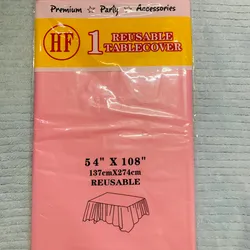 Premium ☆ Party ☆ Accessories
HF
1 REUSABLE
TABLECOVER
54" X 108"
137cmX274cm
REUSABLE